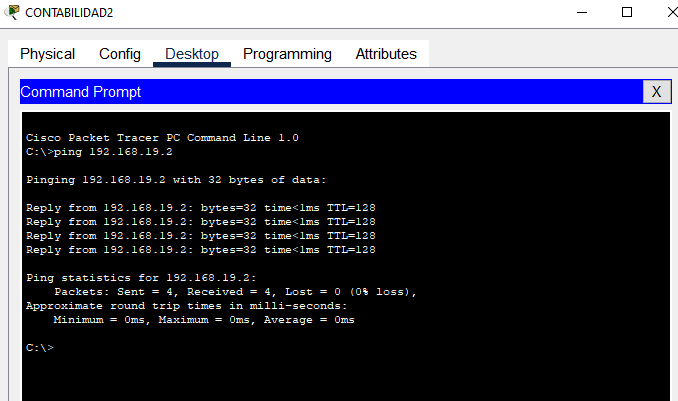 CONTABILIDAD2
Physical Config Desktop Programming Attributes
Command Prompt X
Cisco Packet Tracer PC Command Line 1.0
C:\>ping 192.168.19.2
Pinging 192.168.19.2 with 32 bytes of data:
Reply from 192.168.19.2: bytes=32 time<1ms TTL=128
Reply from 192.168.19.2: bytes=32 time<1ms TTL=128
Reply from 192.168.19.2: bytes=32 time<1ms TTL=128
Reply from 192.168.19.2: bytes=32 time<1ms TTL=128
Ping statistics for 192.168.19.2:
Packets: Sent = 4, Received = 4, Lost = 0 (0% loss),
Approximate round trip times in milli-seconds:
Minimum = 0ms, Maximum = 0ms, Average = 0ms
C:\>